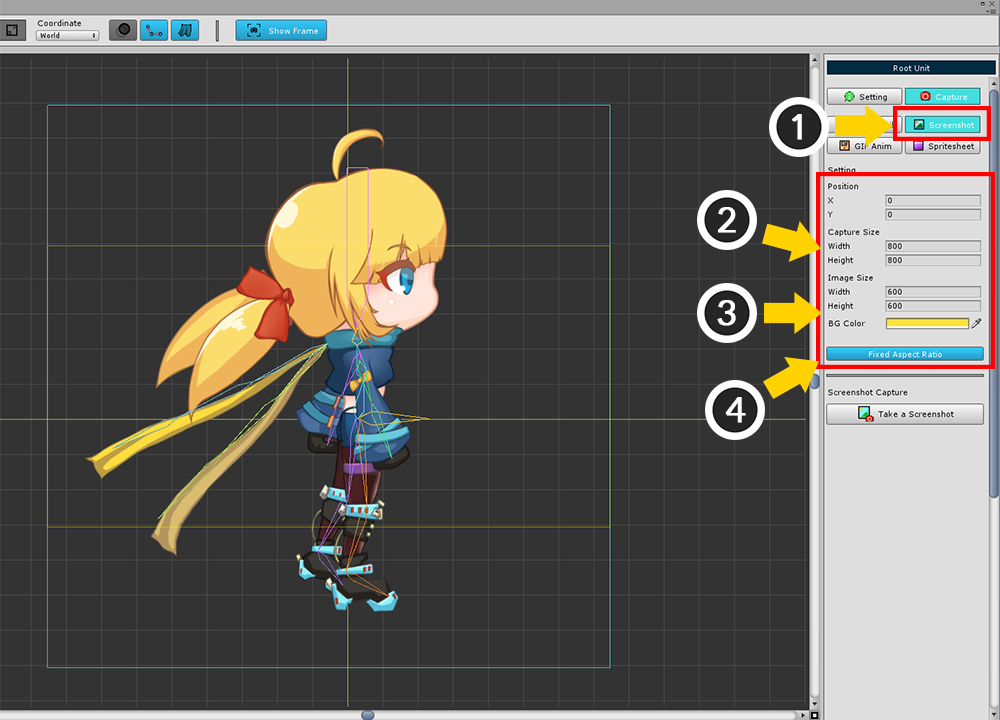 Coordinate
World
Show Frame
Root Unit
Setting
Capture
1
Screenshot
GIF Anim
Spritesheet
Setting
Position
X 0
2
Y 0
Capture Size
Width 800
Height 800
Image Size
Width 600
3
Height 600
BG Color
Fixed Aspect Ratio
4
Screenshot Capture
Take a Screenshot